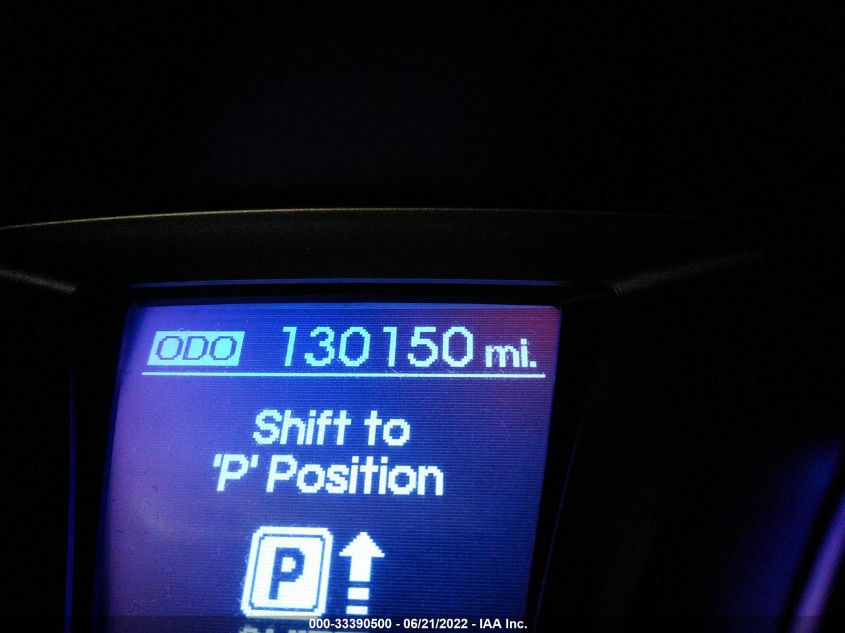 ODO 130150 mi.
Shift to
'P' Position
P
000-33390500 - 06/21/2022 - IAA Inc.